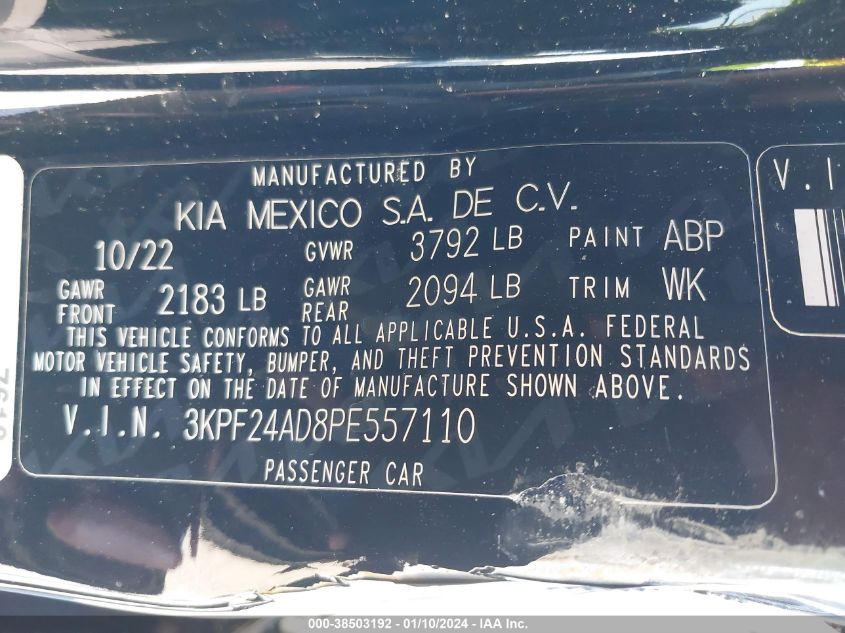 MANUFACTURED BY
KIA MEXICO S.A. DE C.V.
10/22 GVWR 3792 LB PAINT ABP
GAWR FRONT 2183 LB GAWR REAR 2094 LB TRIM WK
THIS VEHICLE CONFORMS TO ALL APPLICABLE U.S.A. FEDERAL
MOTOR VEHICLE SAFETY, BUMPER, AND THEFT PREVENTION STANDARDS
IN EFFECT ON THE DATE OF MANUFACTURE SHOWN ABOVE.
V.I.N. 3KPF24AD8PE557110
PASSENGER CAR
V.I
000-38503192 - 01/10/2024 - IAA Inc.